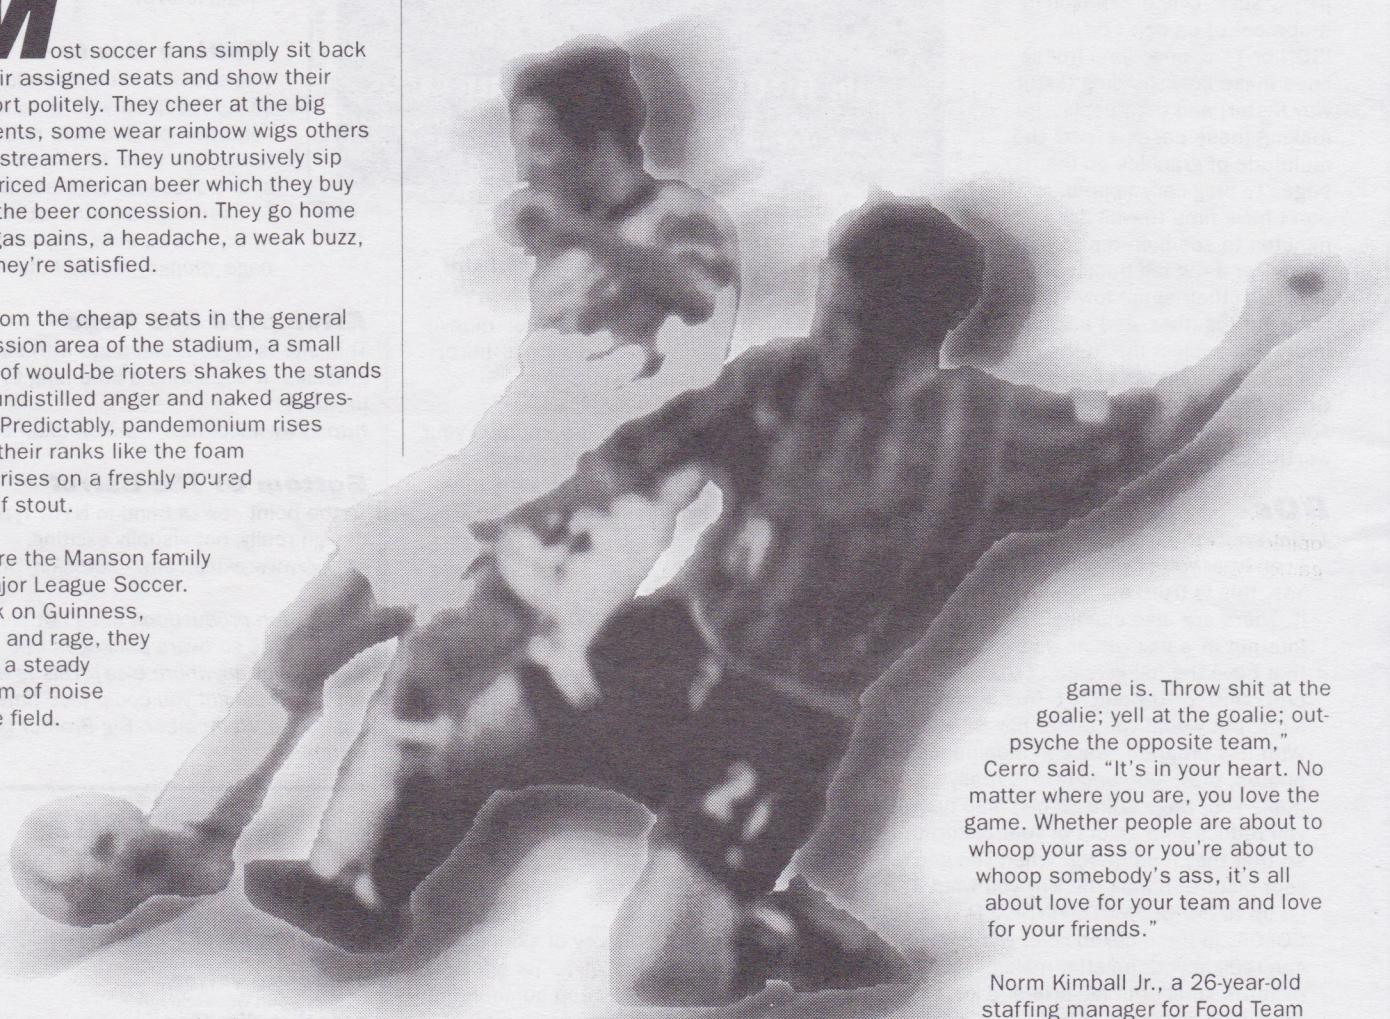 Most soccer fans simply sit back
ir assigned seats and show their
rt politely. They cheer at the big
ents, some wear rainbow wigs others
streamers. They unobtrusively sip
riced American beer which they buy
the beer concession. They go home
gas pains, a headache, a weak buzz,
hey're satisfied.
om the cheap seats in the general
ssion area of the stadium, a small
of would-be rioters shakes the stands
undistilled anger and naked aggres-
Predictably, pandemonium rises
their ranks like the foam
rises on a freshly poured
f stout.
re the Manson family
jor League Soccer.
k on Guinness,
and rage, they
a steady
m of noise
e field.
game is. Throw shit at the
goalie; yell at the goalie; out-
psyche the opposite team,”
Cerro said. “It's in your heart. No
matter where you are, you love the
game. Whether people are about to
whoop your ass or you're about to
whoop somebody's ass, it's all
about love for your team and love
for your friends.”
Norm Kimball Jr., a 26-year-old
staffing manager for Food Team